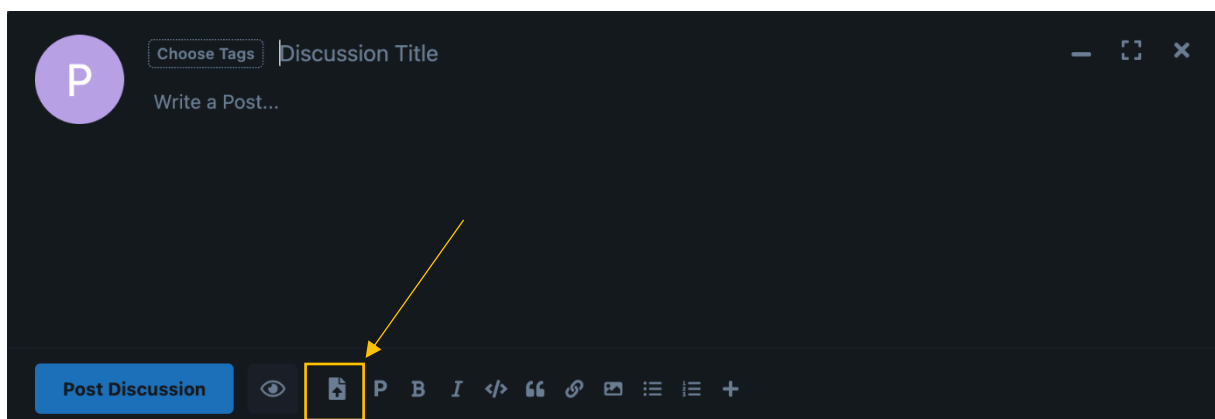 P
Choose Tags Discussion Title
Write a Post...
Post Discussion P B I </>